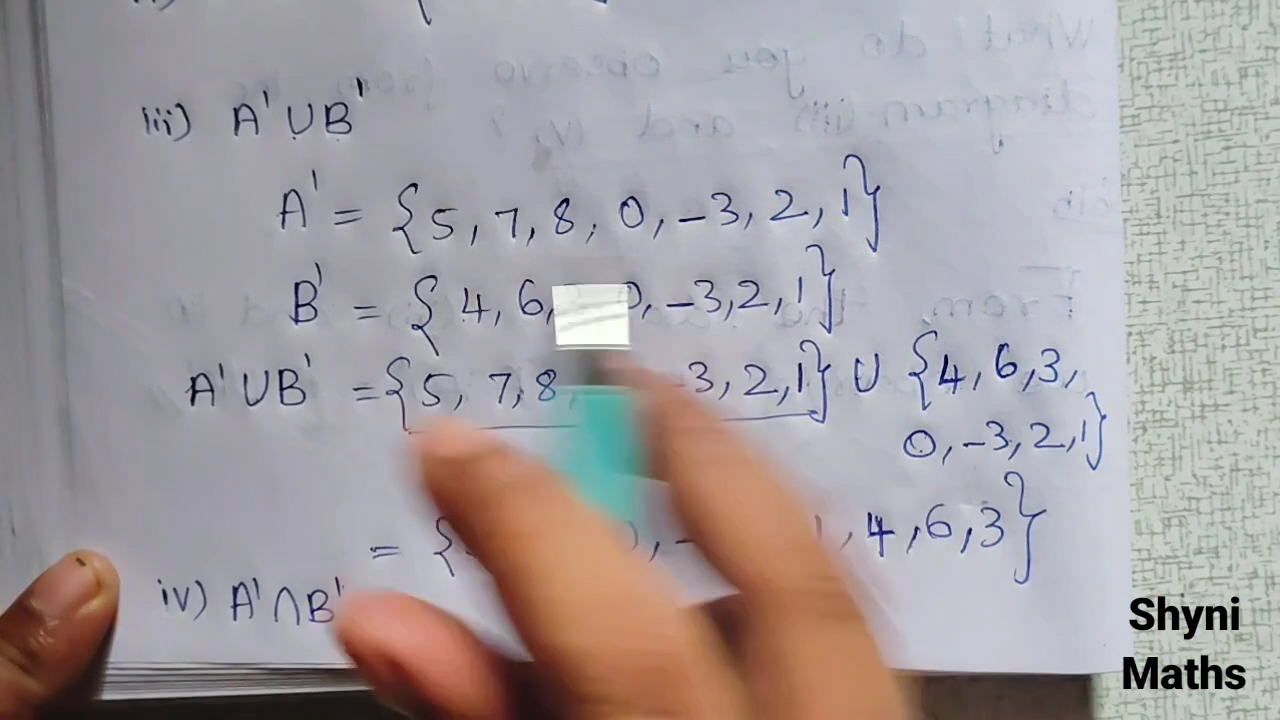 iii) A' ∪ B'
A' = {5, 7, 8, 0, -3, 2, 1}
B' = { 4, 6, 0, -3, 2, 1}
A'∪B' = {5, 7, 8, -3, 2, 1} ∪ {4, 6, 3,
0, -3, 2, 1}
= { , 4, 6, 3}
iv) A'∩B'
Shyni
Maths